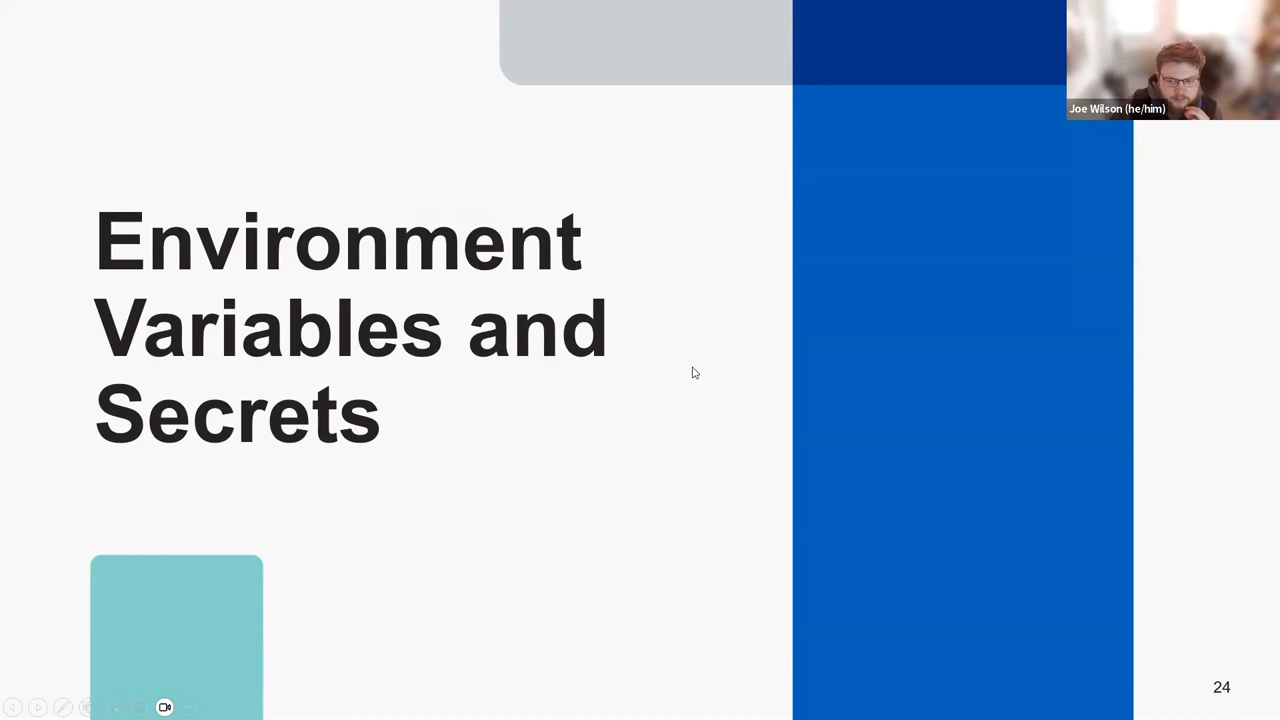 Joe Wilson (he/him)
Environment
Variables and
Secrets
24